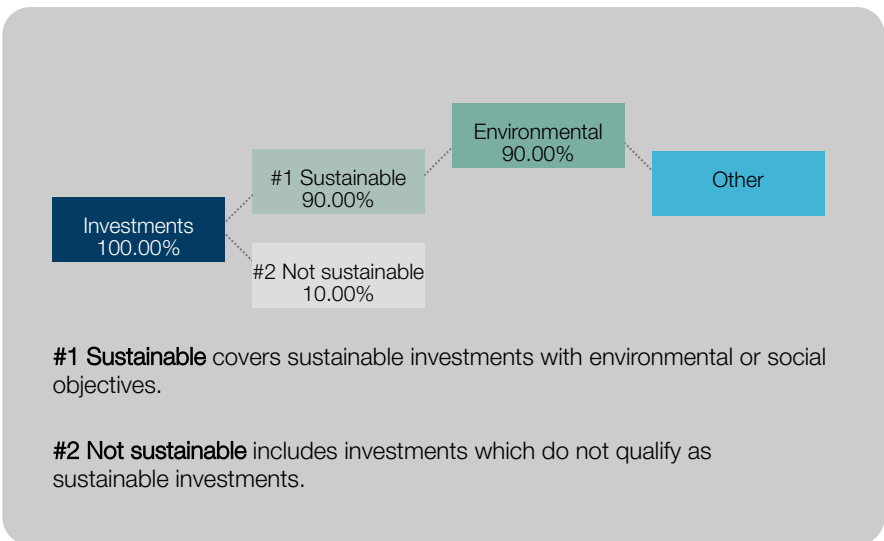 Environmental
90.00%
Other
#1 Sustainable
90.00%
Investments
100.00%
#2 Not sustainable
10.00%
#1 Sustainable covers sustainable investments with environmental or social
objectives.
#2 Not sustainable includes investments which do not qualify as
sustainable investments.